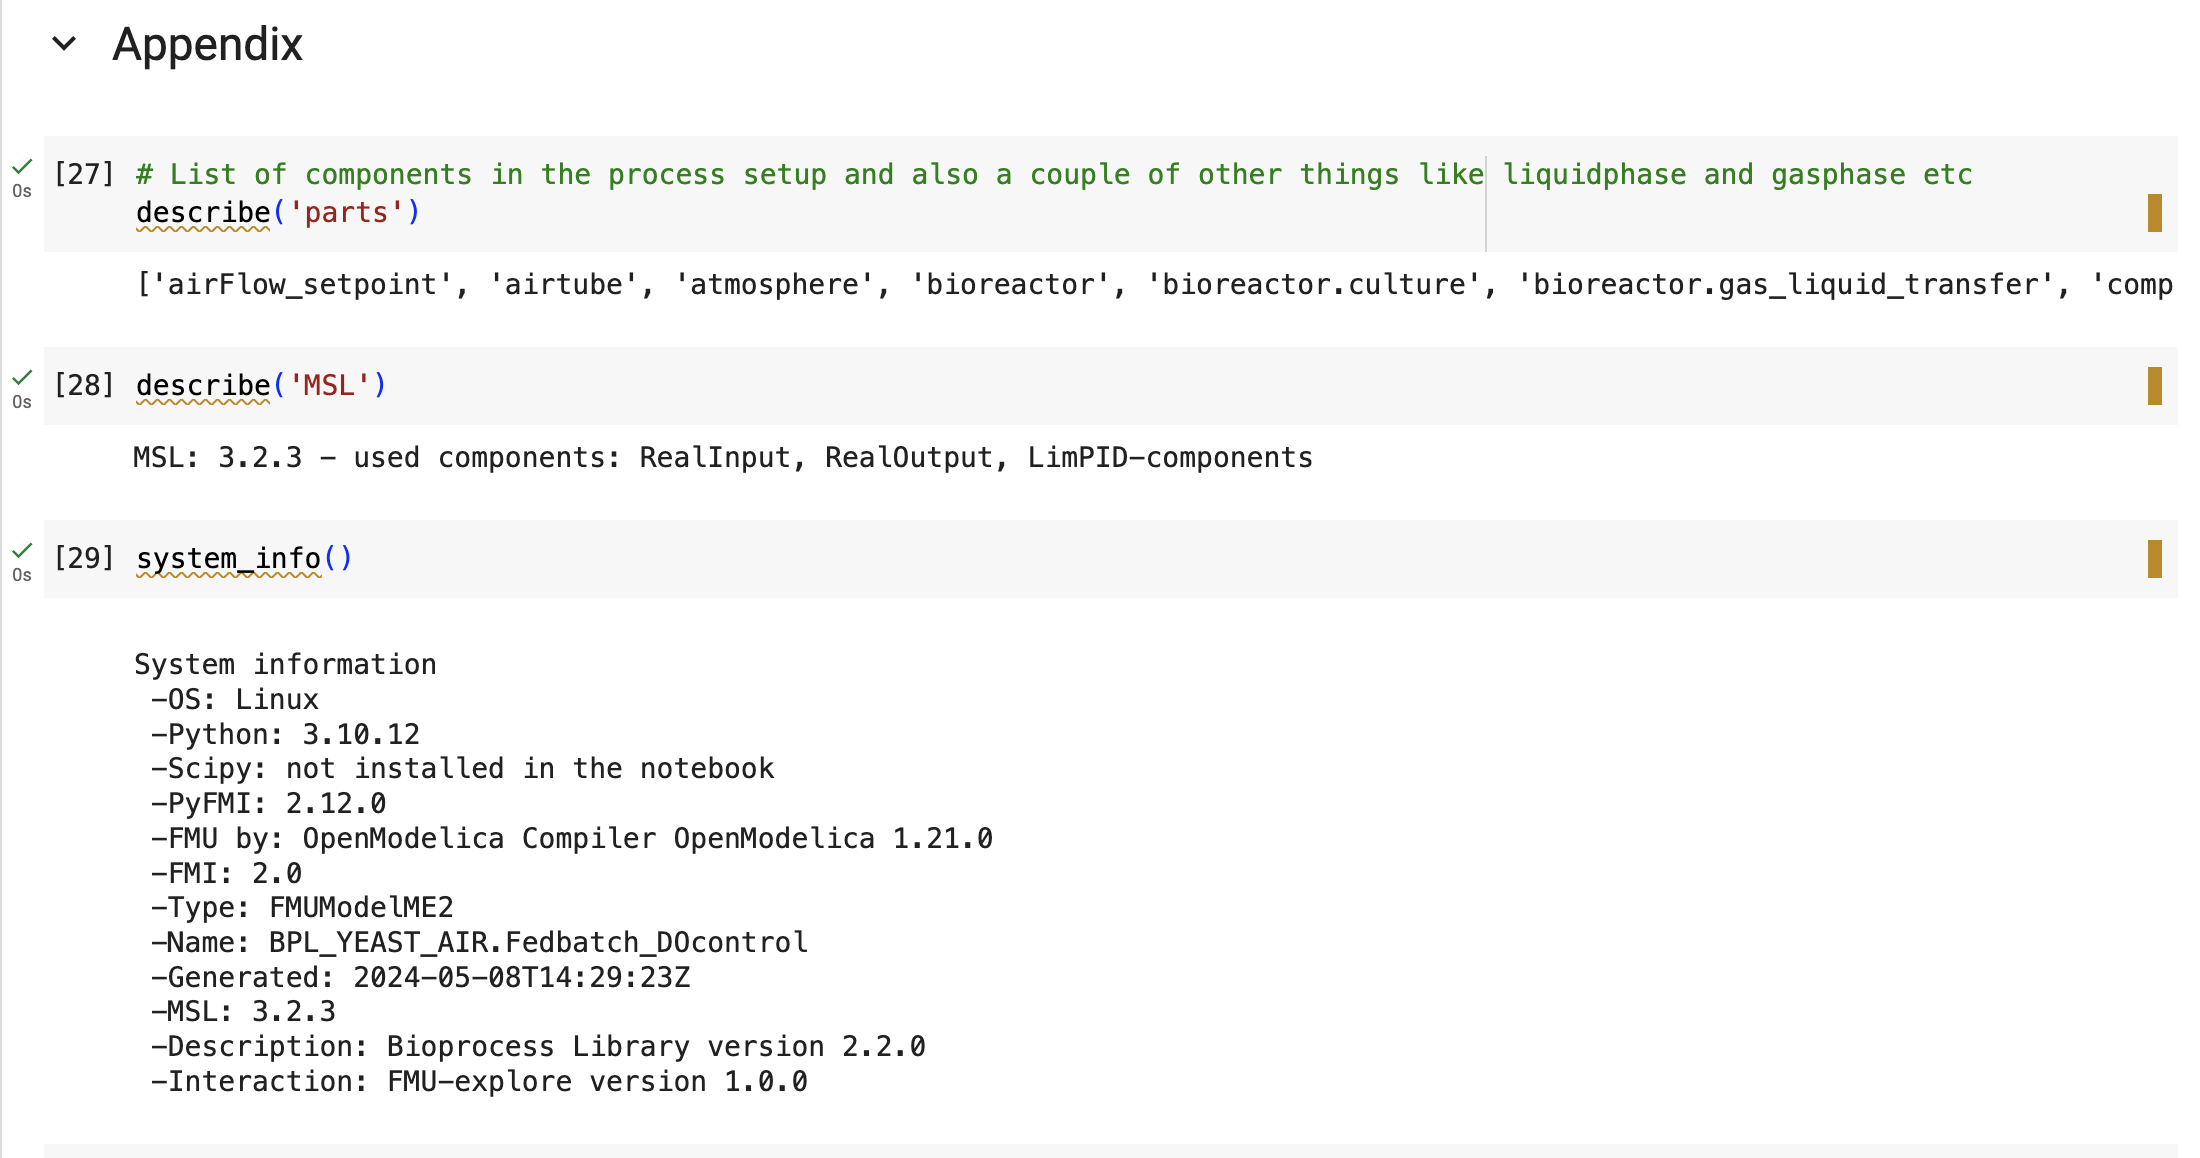 Appendix
0s
[27] # List of components in the process setup and also a couple of other things like liquidphase and gasphase etc
describe('parts')
['airFlow_setpoint', 'airtube', 'atmosphere', 'bioreactor', 'bioreactor.culture', 'bioreactor.gas_liquid_transfer', 'comp
0s
[28] describe('MSL')
MSL: 3.2.3 - used components: RealInput, RealOutput, LimPID-components
0s
[29] system_info()
System information
-OS: Linux
-Python: 3.10.12
-Scipy: not installed in the notebook
-PyFMI: 2.12.0
-FMU by: OpenModelica Compiler OpenModelica 1.21.0
-FMI: 2.0
-Type: FMUModelME2
-Name: BPL_YEAST_AIR.Fedbatch_DOcontrol
-Generated: 2024-05-08T14:29:23Z
-MSL: 3.2.3
-Description: Bioprocess Library version 2.2.0
-Interaction: FMU-explore version 1.0.0